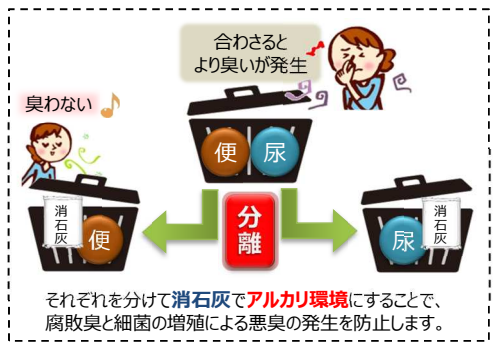 合わさると
より臭いが発生
臭わない
便
尿
消石灰
便
分離
尿
消石灰
それぞれを分けて消石灰でアルカリ環境にすることで、
腐敗臭と細菌の増殖による悪臭の発生を防止します。